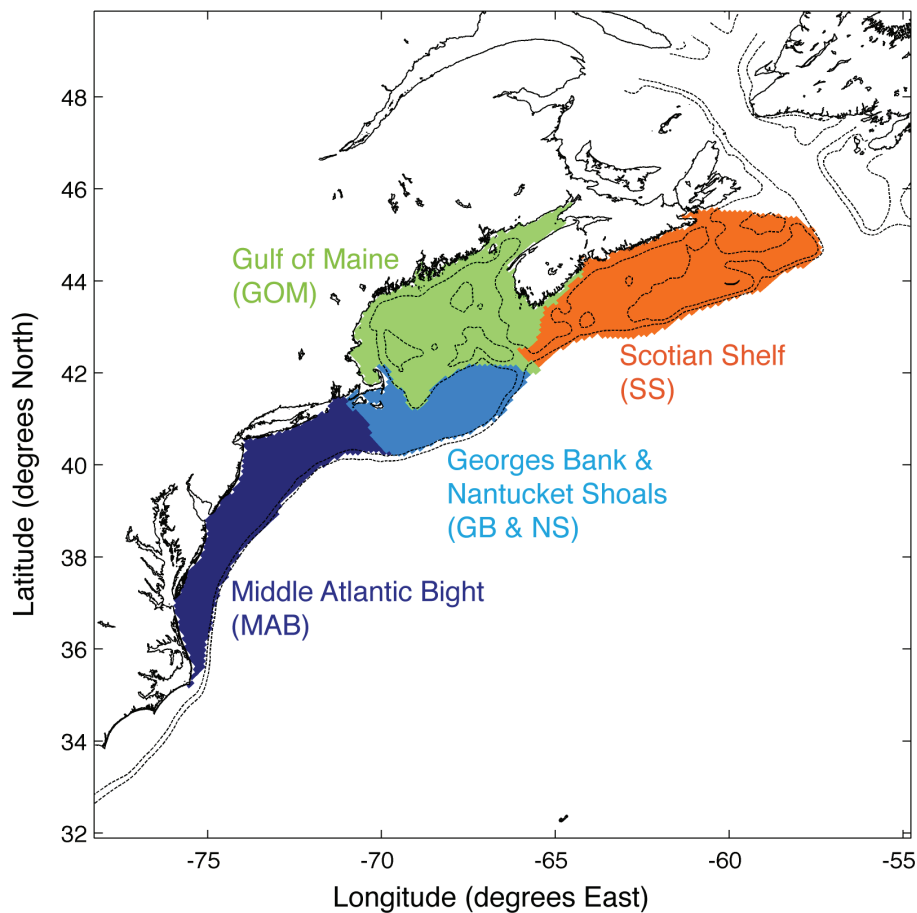 48
46
44
42
40
38
36
34
32
Latitude (degrees North)
Gulf of Maine
(GOM)
Scotian Shelf
(SS)
Georges Bank &
Nantucket Shoals
(GB & NS)
Middle Atlantic Bight
(MAB)
-75
-70
-65
-60
-55
Longitude (degrees East)